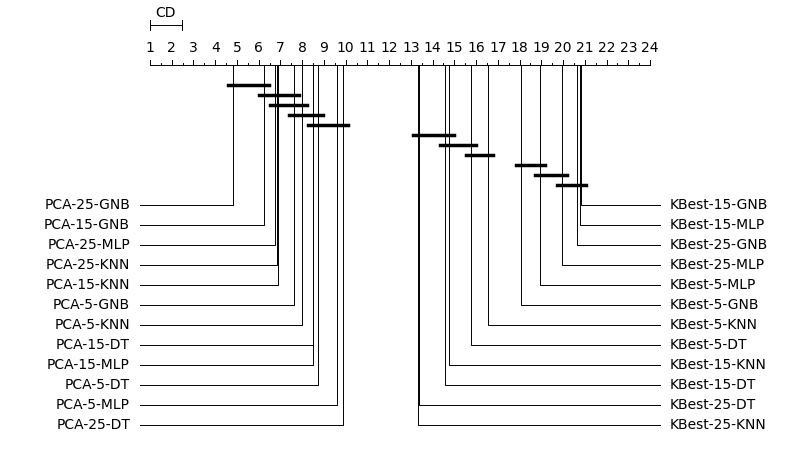 CD
1 2 3 4 5 6 7 8 9 10 11 12 13 14 15 16 17 18 19 20 21 22 23 24
PCA-25-GNB KBest-15-GNB
PCA-15-GNB KBest-15-MLP
PCA-25-MLP KBest-25-GNB
PCA-25-KNN KBest-25-MLP
PCA-15-KNN KBest-5-MLP
PCA-5-GNB KBest-5-GNB
PCA-5-KNN KBest-5-KNN
PCA-15-DT KBest-5-DT
PCA-15-MLP KBest-15-KNN
PCA-5-DT KBest-15-DT
PCA-5-MLP KBest-25-DT
PCA-25-DT KBest-25-KNN